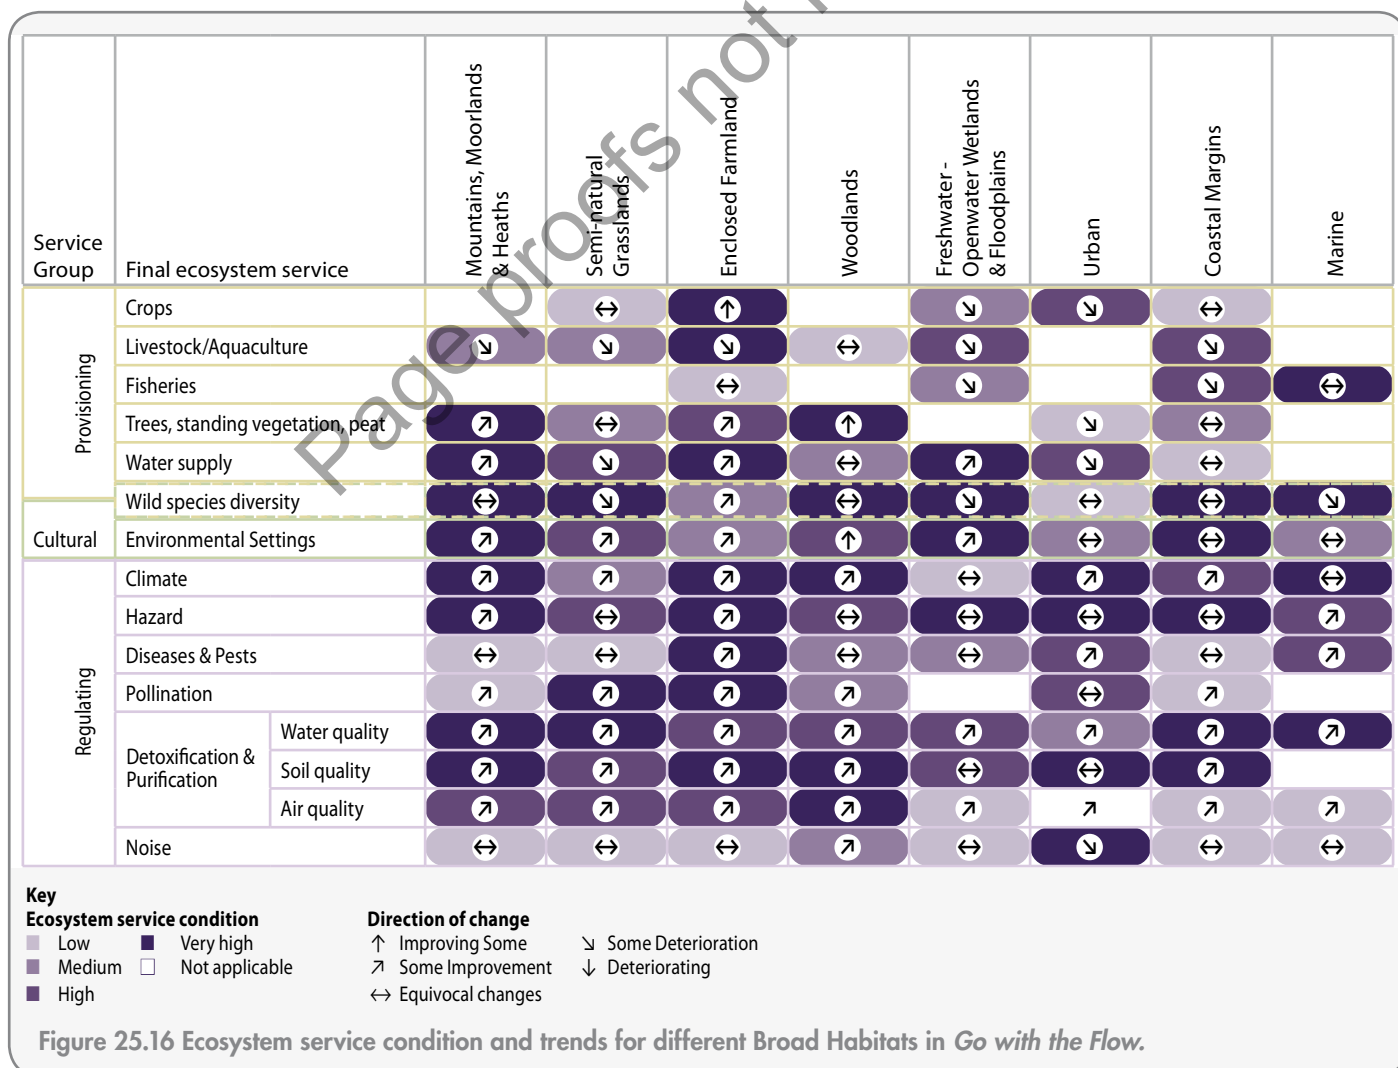 Page proofs not
Mountains, Moorlands
& Heaths
Semi-natural
Grasslands
Enclosed Farmland
Woodlands
Freshwater -
Openwater Wetlands
& Floodplains
Urban
Coastal Margins
Marine
Service
Group
Final ecosystem service
Provisioning
Crops
Livestock/Aquaculture
Fisheries
Trees, standing vegetation, peat
Water supply
Wild species diversity
Cultural
Environmental Settings
Regulating
Climate
Hazard
Diseases & Pests
Pollination
Detoxification &
Purification
Water quality
Soil quality
Air quality
Noise
Key
Ecosystem service condition
Low
Very high
Medium
Not applicable
High
Direction of change
↑ Improving Some
↘ Some Deterioration
↗ Some Improvement
↓ Deteriorating
↔ Equivocal changes
Figure 25.16 Ecosystem service condition and trends for different Broad Habitats in Go with the Flow.